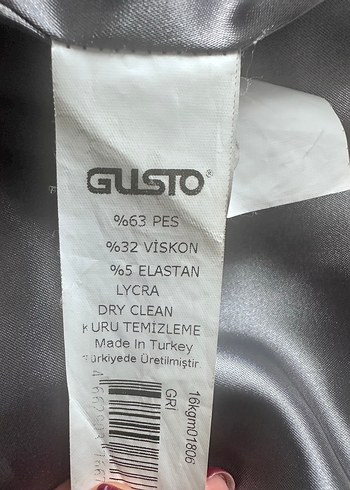 GUSTO®
%63 PES
%32 VİSKON
%5 ELASTAN
LYCRA
DRY CLEAN
KURU TEMİZLEME
Made In Turkey
Türkiyede Üretilmiştir
16kgm01806
GRI